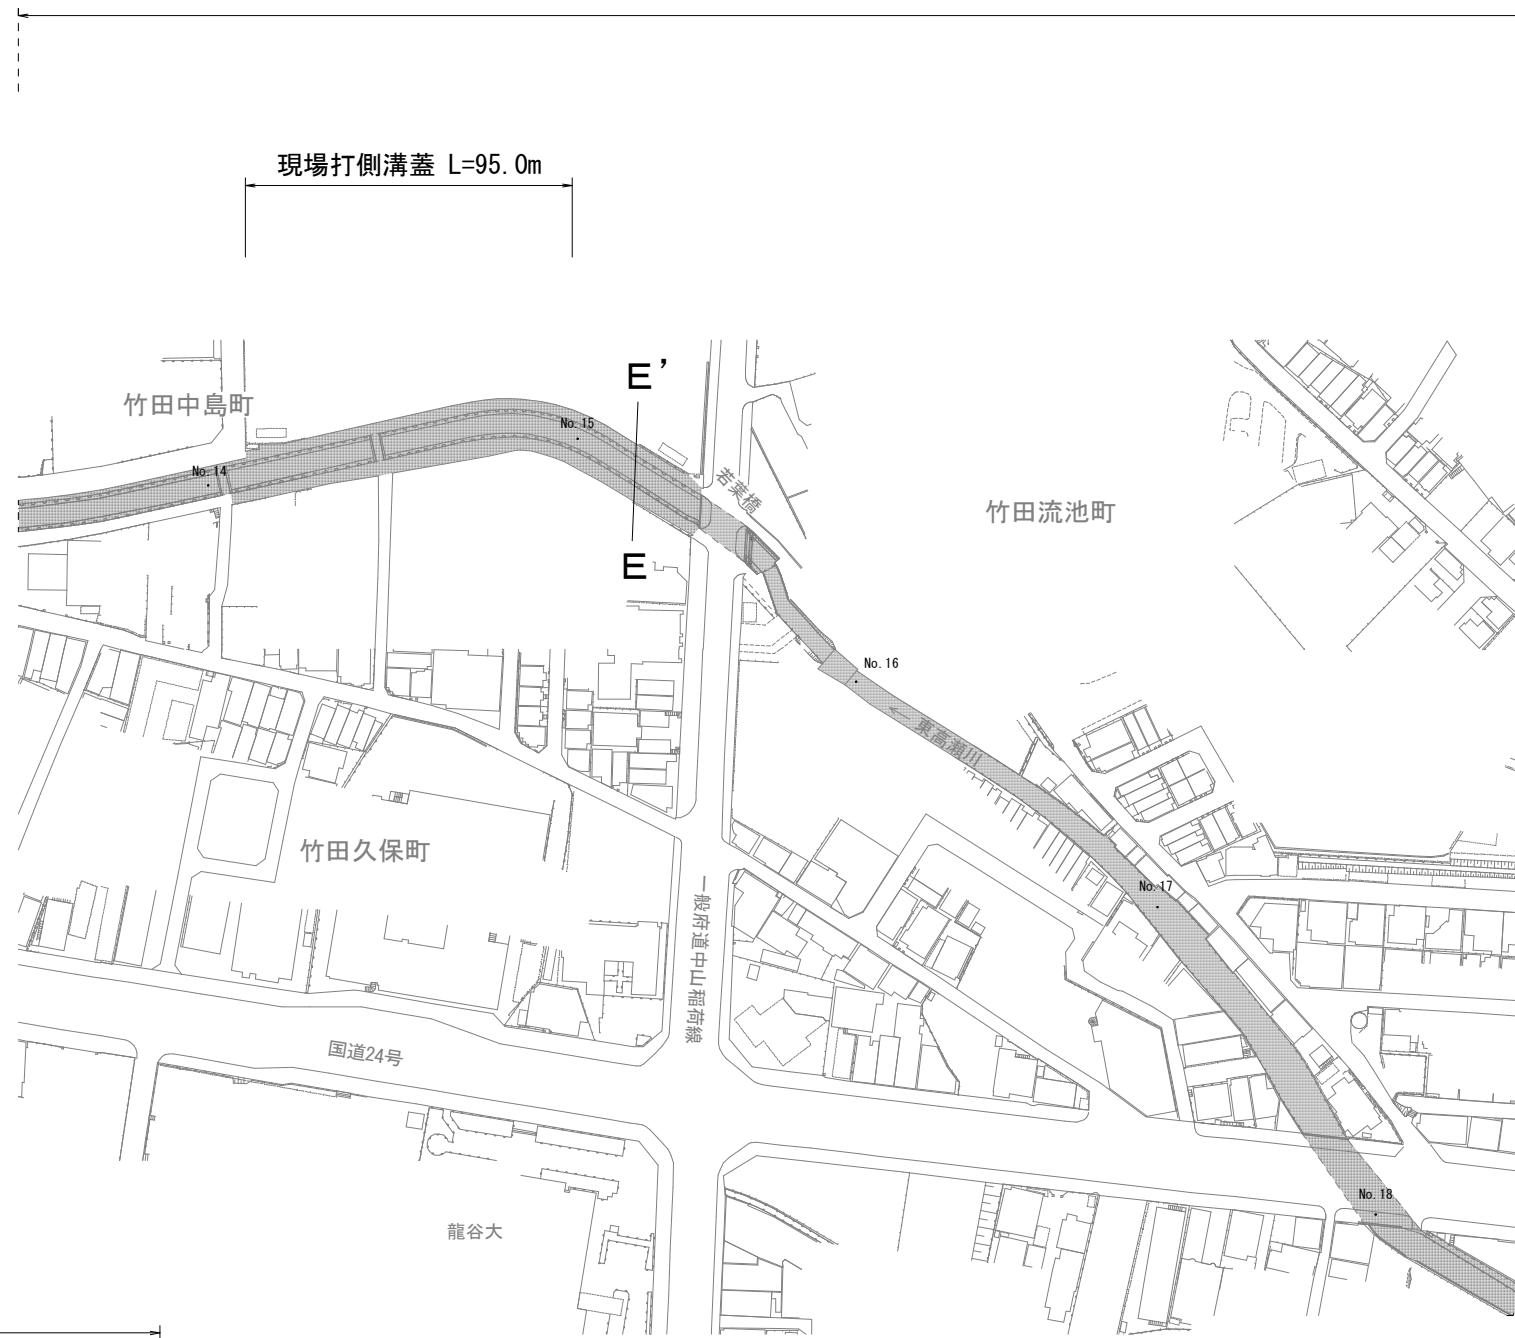 現場打側溝蓋 L=95.0m
E’
竹田中島町
No.15
No.14
若葉橋
竹田流池町
E
No.16
← 東高瀬川
竹田久保町
No.17
一般府道中山稲荷線
国道24号
No.18
龍谷大